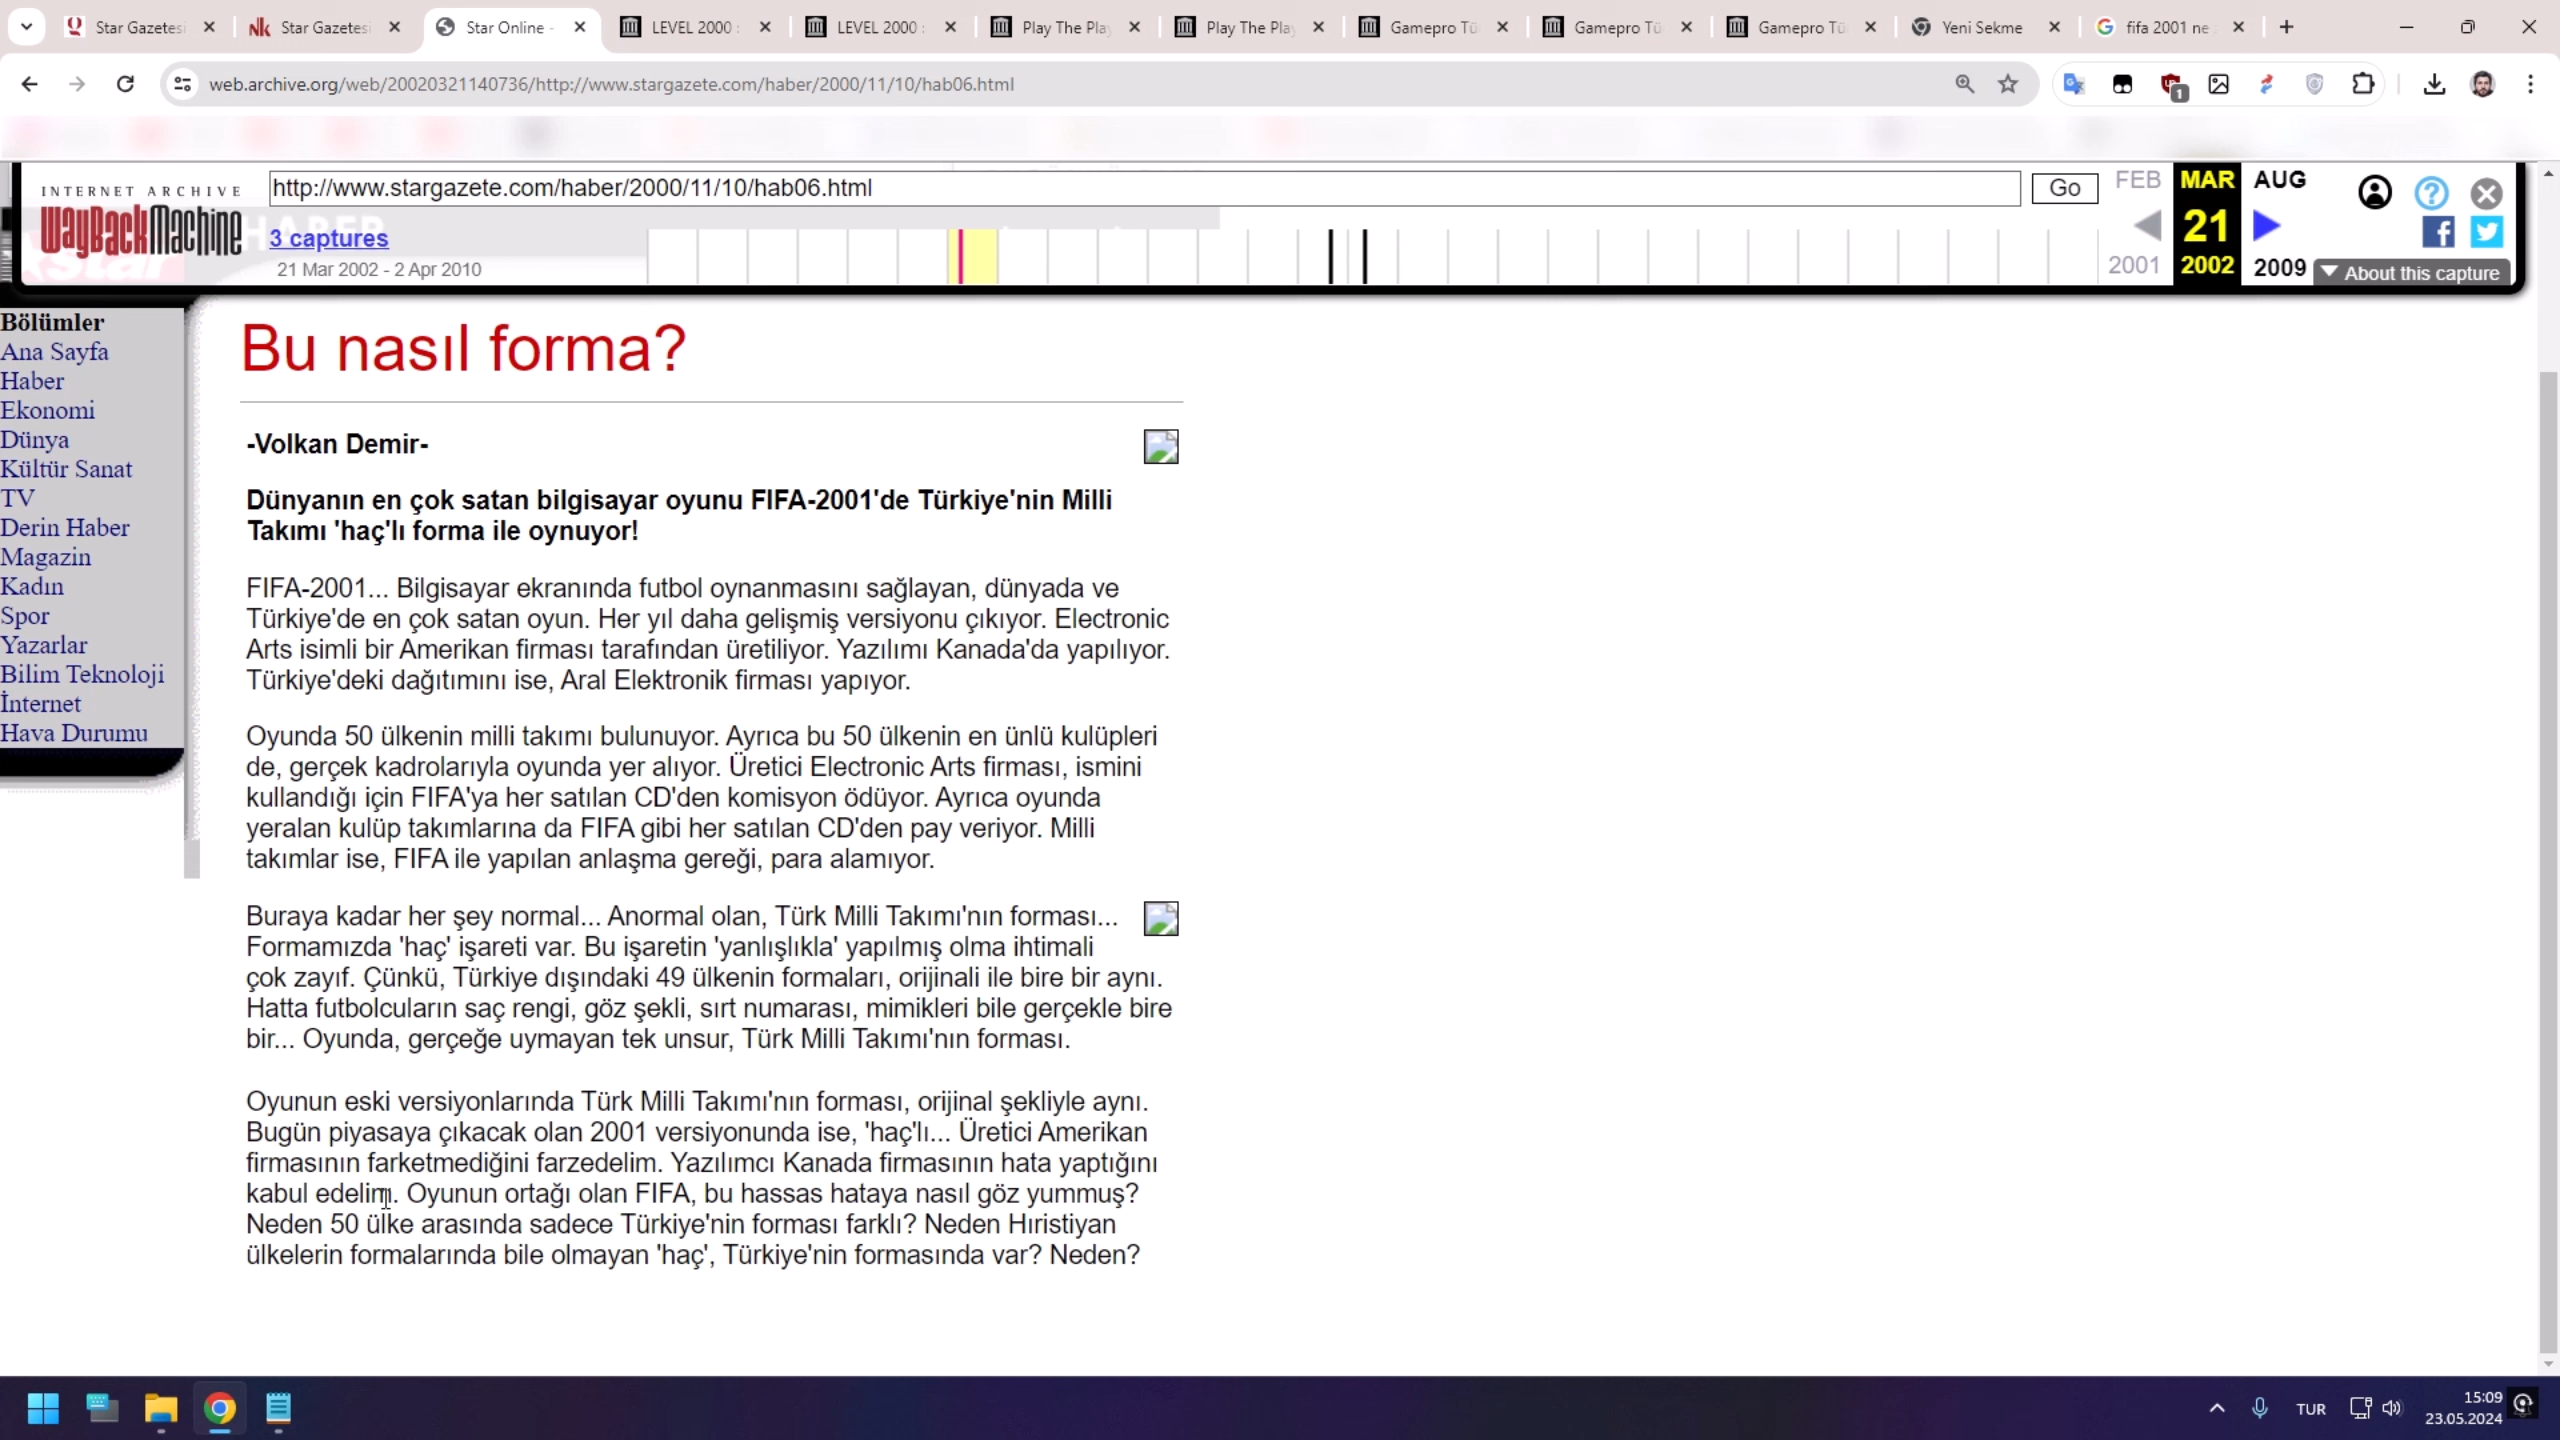 Star Gazetesi
Star Gazetesi
Star Online -
LEVEL 2000 :
LEVEL 2000 :
Play The Play
Play The Play
Gamepro Tü
Gamepro Tü
Gamepro Tü
Yeni Sekme
fifa 2001 ne
web.archive.org/web/20020321140736/http://www.stargazete.com/haber/2000/11/10/hab06.html
1
INTERNET ARCHIVE
WayBackMachine
http://www.stargazete.com/haber/2000/11/10/hab06.html
Go
FEB MAR AUG
3 captures
21
21 Mar 2002 - 2 Apr 2010
2001 2002 2009
About this capture
HABER
star
Bölümler
Ana Sayfa
Haber
Ekonomi
Dünya
Kültür Sanat
TV
Derin Haber
Magazin
Kadın
Spor
Yazarlar
Bilim Teknoloji
İnternet
Hava Durumu
Bu nasıl forma?
-Volkan Demir-
Dünyanın en çok satan bilgisayar oyunu FIFA-2001'de Türkiye'nin Milli
Takımı 'haç'lı forma ile oynuyor!
FIFA-2001... Bilgisayar ekranında futbol oynanmasını sağlayan, dünyada ve
Türkiye'de en çok satan oyun. Her yıl daha gelişmiş versiyonu çıkıyor. Electronic
Arts isimli bir Amerikan firması tarafından üretiliyor. Yazılımı Kanada'da yapılıyor.
Türkiye'deki dağıtımını ise, Aral Elektronik firması yapıyor.
Oyunda 50 ülkenin milli takımı bulunuyor. Ayrıca bu 50 ülkenin en ünlü kulüpleri
de, gerçek kadrolarıyla oyunda yer alıyor. Üretici Electronic Arts firması, ismini
kullandığı için FIFA'ya her satılan CD'den komisyon ödüyor. Ayrıca oyunda
yeralan kulüp takımlarına da FIFA gibi her satılan CD'den pay veriyor. Milli
takımlar ise, FIFA ile yapılan anlaşma gereği, para alamıyor.
Buraya kadar her şey normal... Anormal olan, Türk Milli Takımı'nın forması...
Formamızda 'haç' işareti var. Bu işaretin 'yanlışlıkla' yapılmış olma ihtimali
çok zayıf. Çünkü, Türkiye dışındaki 49 ülkenin formaları, orijinali ile bire bir aynı.
Hatta futbolcuların saç rengi, göz şekli, sırt numarası, mimikleri bile gerçekle bire
bir... Oyunda, gerçeğe uymayan tek unsur, Türk Milli Takımı'nın forması.
Oyunun eski versiyonlarında Türk Milli Takımı'nın forması, orijinal şekliyle aynı.
Bugün piyasaya çıkacak olan 2001 versiyonunda ise, 'haç'lı... Üretici Amerikan
firmasının farketmediğini farzedelim. Yazılımcı Kanada firmasının hata yaptığını
kabul edelim. Oyunun ortağı olan FIFA, bu hassas hataya nasıl göz yummuş?
Neden 50 ülke arasında sadece Türkiye'nin forması farklı? Neden Hıristiyan
ülkelerin formalarında bile olmayan 'haç', Türkiye'nin formasında var? Neden?
TUR
15:09
23.05.2024